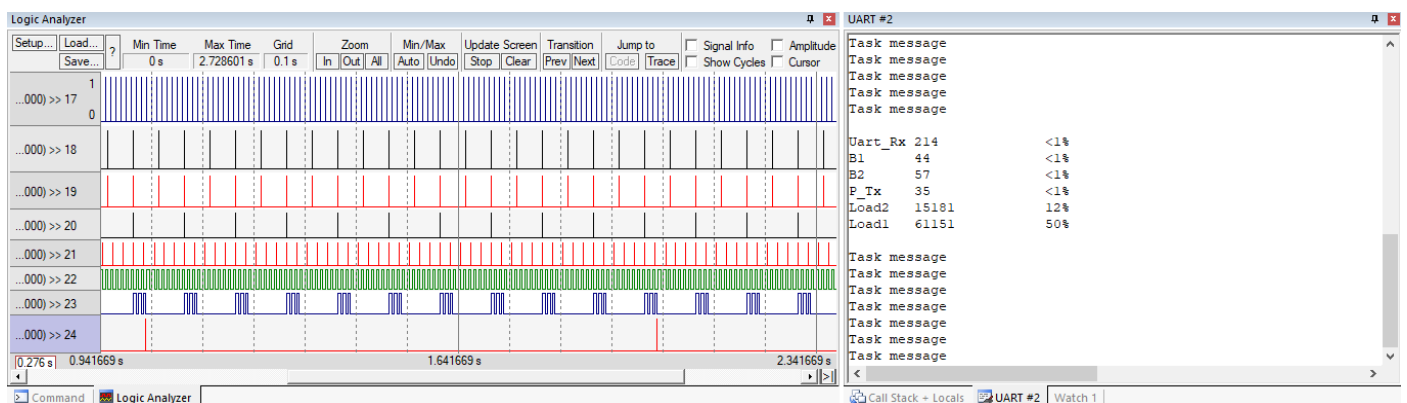 Logic Analyzer
Setup... Load... ? Min Time Max Time Grid Zoom Min/Max Update Screen Transition Jump to Signal Info Amplitude
Save... 0 s 2.728601 s 0.1 s In Out All Auto Undo Stop Clear Prev Next Code Trace Show Cycles Cursor
1
...000) >> 17
0
...000) >> 18
...000) >> 19
...000) >> 20
...000) >> 21
...000) >> 22
...000) >> 23
...000) >> 24
0.276 s 0.941669 s 1.641669 s 2.341669 s
Command Logic Analyzer
UART #2
Task message
Task message
Task message
Task message
Task message
Uart_Rx 214 <1%
B1 44 <1%
B2 57 <1%
P_Tx 35 <1%
Load2 15181 12%
Load1 61151 50%
Task message
Task message
Task message
Task message
Task message
Task message
Task message
Call Stack + Locals UART #2 Watch 1